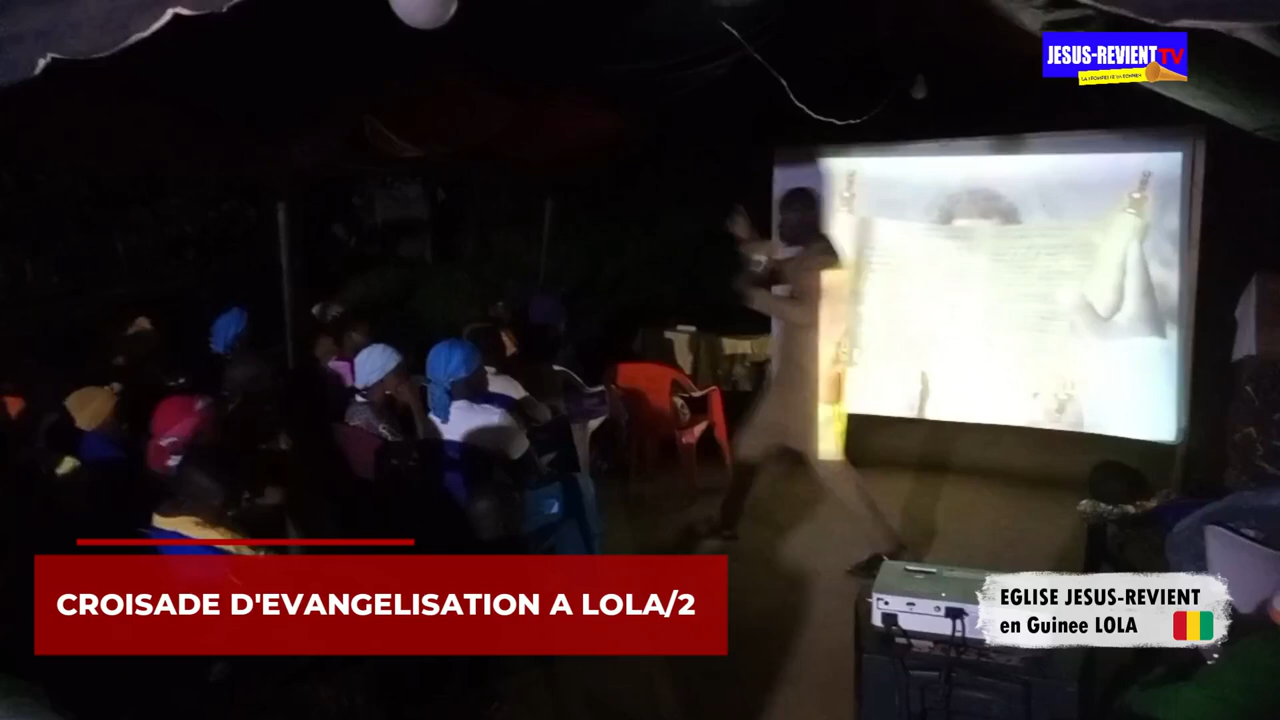 JESUS-REVIENT TV
CROISADE D'EVANGELISATION A LOLA/2
EGLISE JESUS-REVIENT
en Guinee LOLA